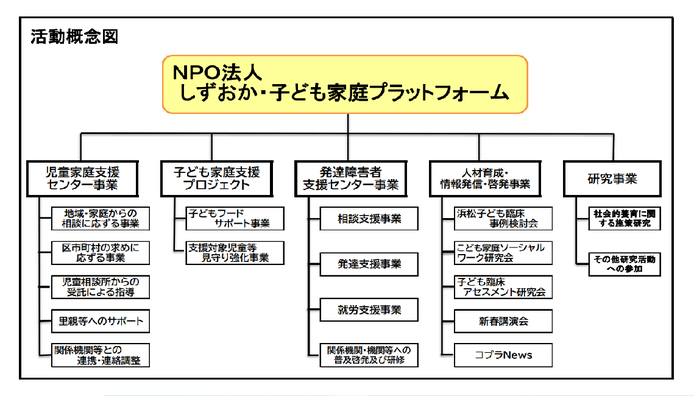 活動概念図
NPO法人
しずおか・子ども家庭プラットフォーム
児童家庭支援
センター事業
地域・家庭からの
相談に応ずる事業
区市町村の求めに
応ずる事業
児童相談所からの
受託による指導
里親等へのサポート
関係機関等との
連携・連絡調整
子ども家庭支援
プロジェクト
子どもフード
サポート事業
支援対象児童等
見守り強化事業
発達障害者
支援センター事業
相談支援事業
発達支援事業
就労支援事業
関係機関・機関等への
普及啓発及び研修
人材育成・
情報発信・啓発事業
浜松子ども臨床
事例検討会
こども家庭ソーシャル
ワーク研究会
子ども臨床
アセスメント研究会
新春講演会
コプラNews
研究事業
社会的養育に関
する施策研究
その他研究活動
への参加